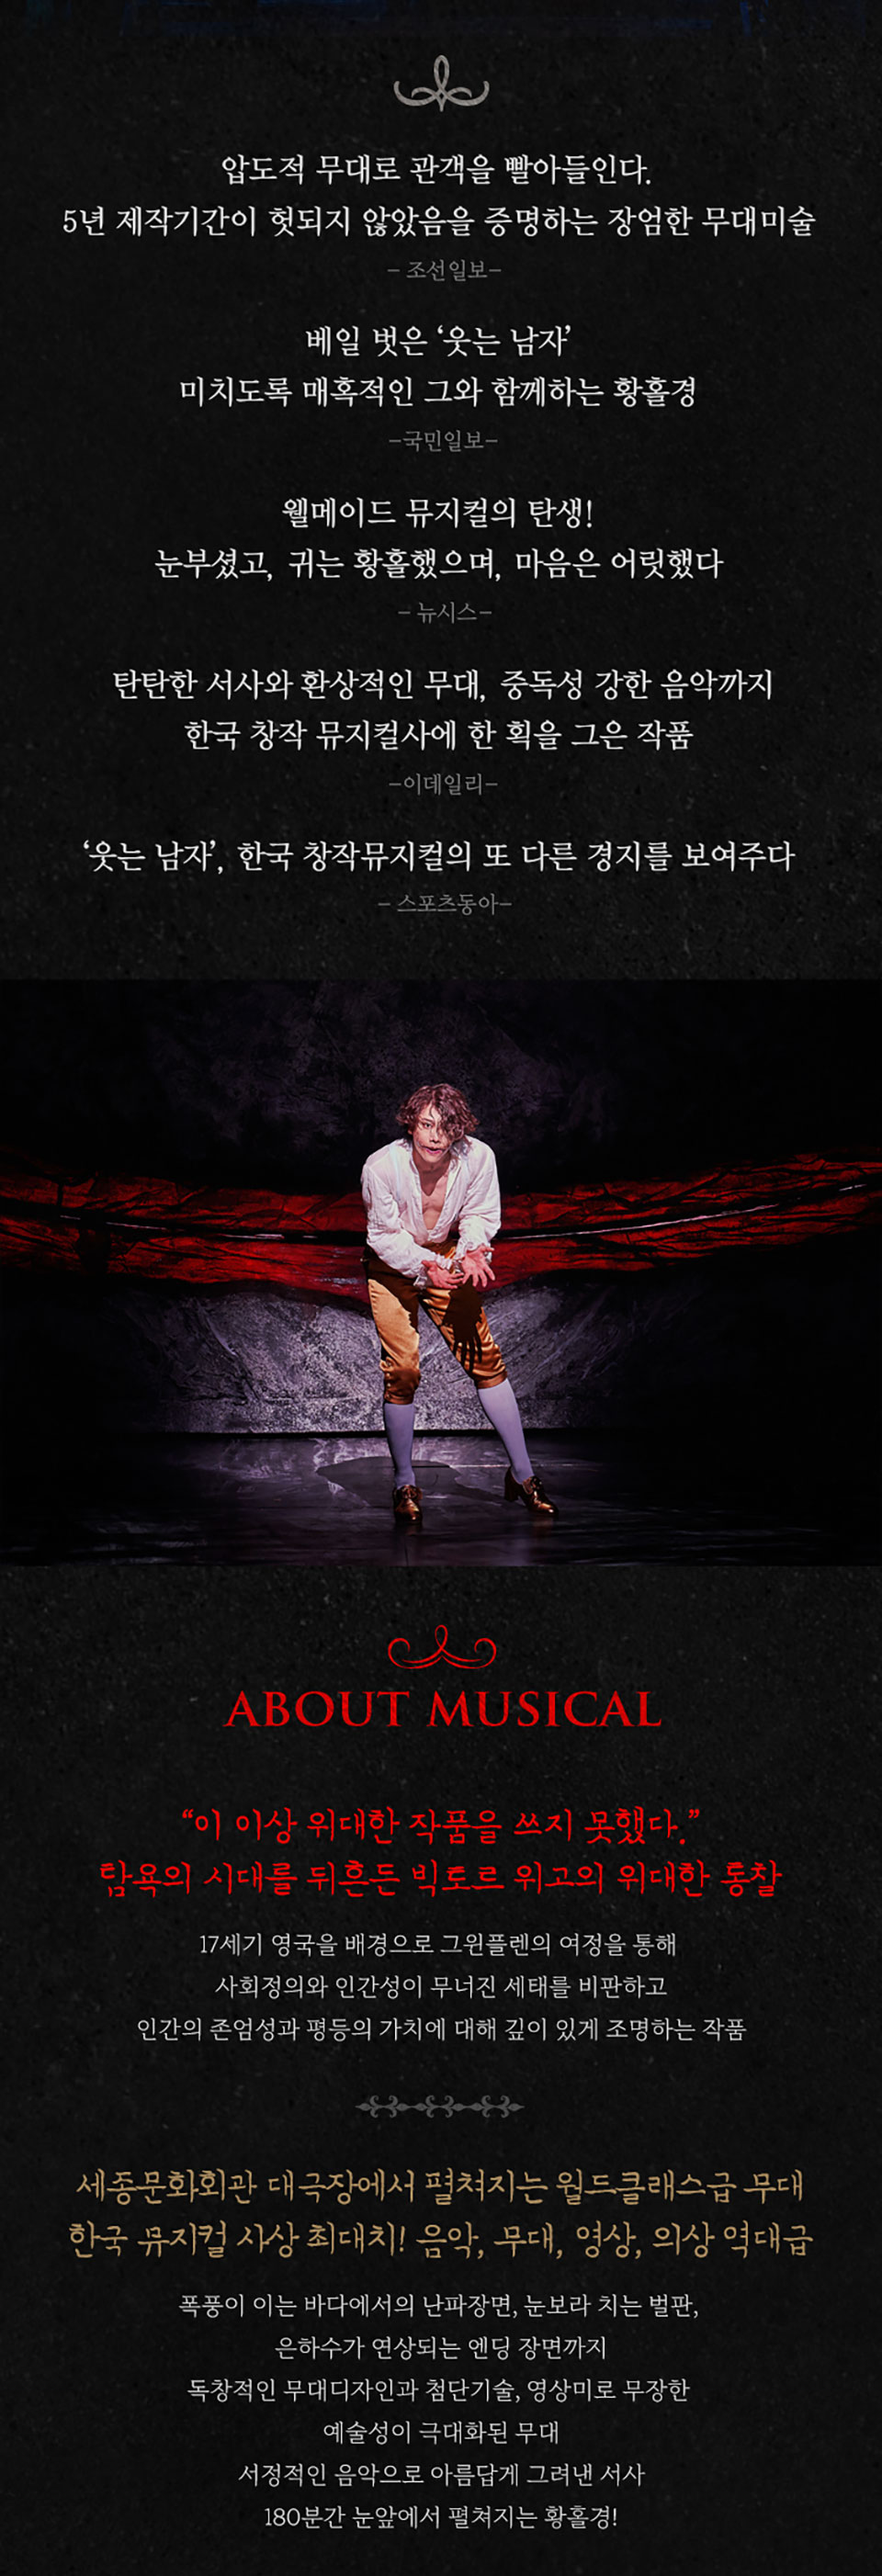 압도적 무대로 관객을 빨아들인다.
5년 제작기간이 헛되지 않았음을 증명하는 장엄한 무대미술
- 조선일보-
베일 벗은 ‘웃는 남자’
미치도록 매혹적인 그와 함께하는 황홀경
-국민일보-
웰메이드 뮤지컬의 탄생!
눈부셨고, 귀는 황홀했으며, 마음은 어릿했다
- 뉴시스-
탄탄한 서사와 환상적인 무대, 중독성 강한 음악까지
한국 창작 뮤지컬사에 한 획을 그은 작품
-이데일리-
‘웃는 남자’, 한국 창작뮤지컬의 또 다른 경지를 보여주다
- 스포츠동아-
ABOUT MUSICAL
“이 이상 위대한 작품을 쓰지 못했다.”
탐욕의 시대를 뒤흔든 빅토르 위고의 위대한 통찰
17세기 영국을 배경으로 그윈플렌의 여정을 통해
사회정의와 인간성이 무너진 세태를 비판하고
인간의 존엄성과 평등의 가치에 대해 깊이 있게 조명하는 작품
세종문화회관 대극장에서 펼쳐지는 월드클래스급 무대
한국 뮤지컬 사상 최대치! 음악, 무대, 영상, 의상 역대급
폭풍이 이는 바다에서의 난파장면, 눈보라 치는 벌판,
은하수가 연상되는 엔딩 장면까지
독창적인 무대디자인과 첨단기술, 영상미로 무장한
예술성이 극대화된 무대
서정적인 음악으로 아름답게 그려낸 서사
180분간 눈앞에서 펼쳐지는 황홀경!